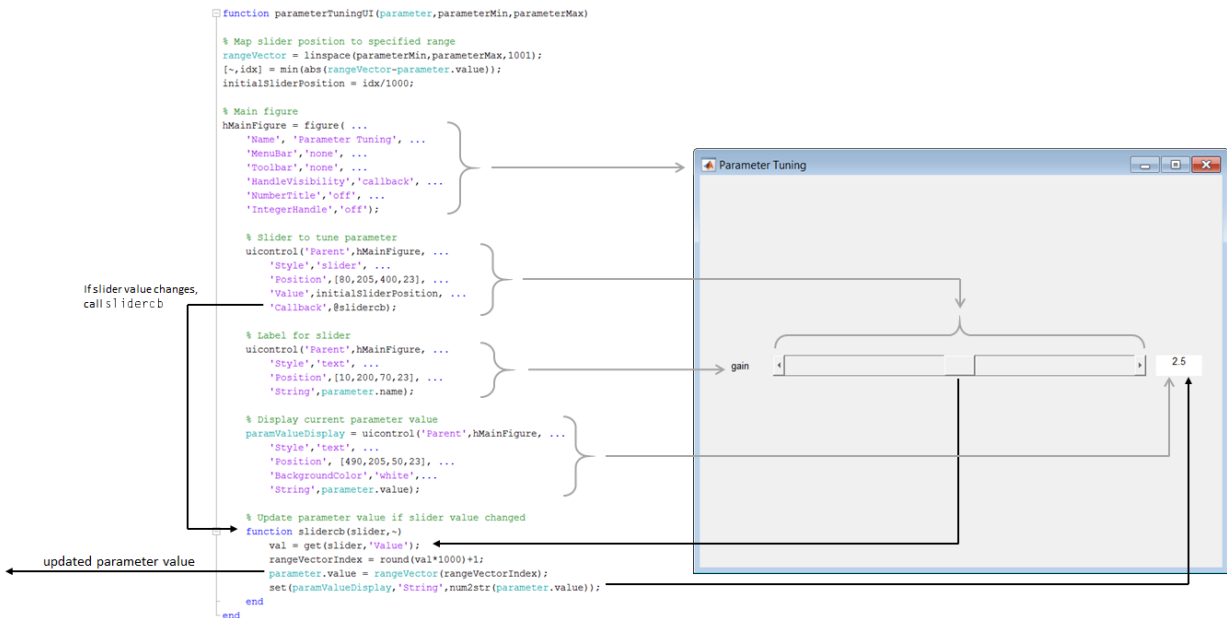 function parameterTuningUI(parameter,parameterMin,parameterMax)
% Map slider position to specified range
rangeVector = linspace(parameterMin,parameterMax,1001);
[~,idx] = min(abs(rangeVector-parameter.value));
initialSliderPosition = idx/1000;
% Main figure
hMainFigure = figure( ...
'Name', 'Parameter Tuning', ...
'MenuBar','none', ...
'Toolbar','none', ...
'HandleVisibility','callback', ...
'NumberTitle','off', ...
'IntegerHandle','off');
% Slider to tune parameter
uicontrol('Parent',hMainFigure, ...
'Style','slider', ...
'Position',[80,205,400,23], ...
'Value',initialSliderPosition, ...
'Callback',@slidercb);
% Label for slider
uicontrol('Parent',hMainFigure, ...
'Style','text', ...
'Position',[10,200,70,23], ...
'String',parameter.name);
% Display current parameter value
paramValueDisplay = uicontrol('Parent',hMainFigure, ...
'Style','text', ...
'Position', [490,205,50,23], ...
'BackgroundColor','white',...
'String',parameter.value);
% Update parameter value if slider value changed
function slidercb(slider,~)
val = get(slider,'Value');
rangeVectorIndex = round(val*1000)+1;
parameter.value = rangeVector(rangeVectorIndex);
set(paramValueDisplay,'String',num2str(parameter.value));
end
end
If slider value changes,
call slidercb
updated parameter value
Parameter Tuning
gain
2.5